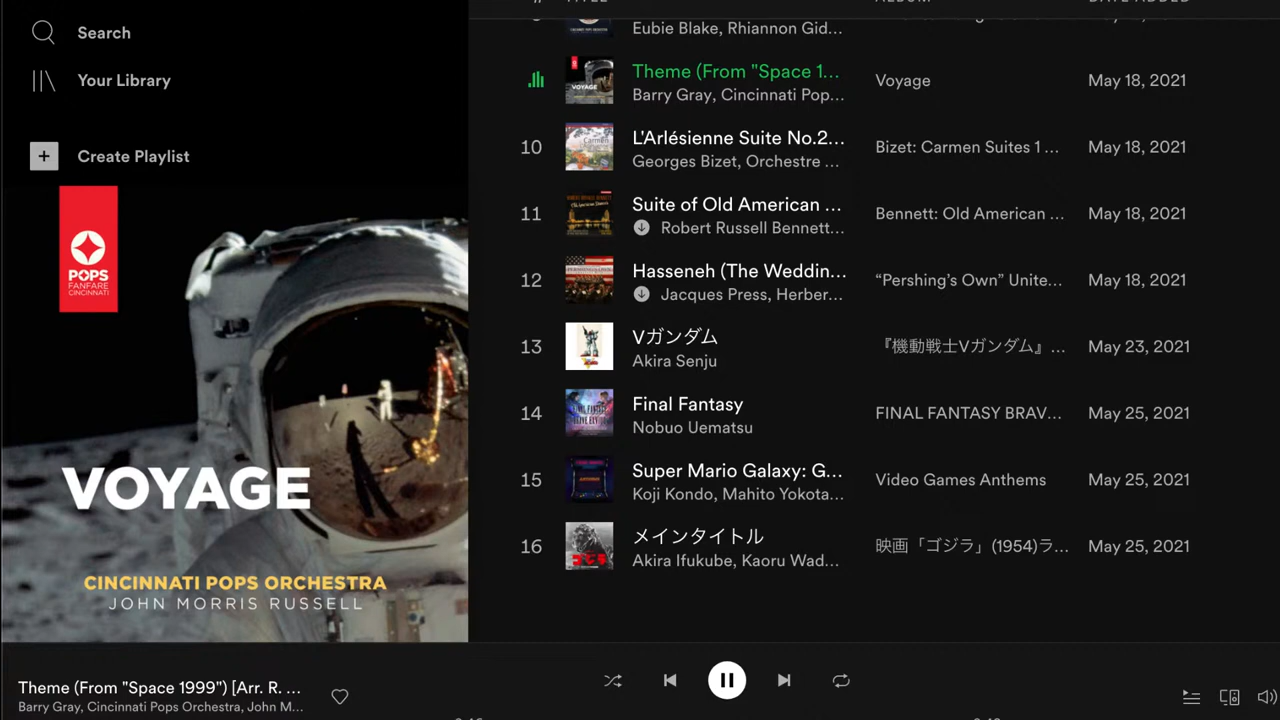 Search
Your Library
Create Playlist
POPS
FANFARE
CINCINNATI
VOYAGE
CINCINNATI POPS ORCHESTRA
JOHN MORRIS RUSSELL
Eubie Blake, Rhiannon Gid...
Theme (From "Space 1...
Barry Gray, Cincinnati Pop...
Voyage
May 18, 2021
10
L'Arlésienne Suite No.2...
Georges Bizet, Orchestre ...
Bizet: Carmen Suites 1 ...
May 18, 2021
11
Suite of Old American ...
Robert Russell Bennett...
Bennett: Old American ...
May 18, 2021
12
Hasseneh (The Weddin...
Jacques Press, Herber...
“Pershing’s Own” Unite...
May 18, 2021
13
Vガンダム
Akira Senju
『機動戦士Vガンダム』...
May 23, 2021
14
Final Fantasy
Nobuo Uematsu
FINAL FANTASY BRAV...
May 25, 2021
15
Super Mario Galaxy: G...
Koji Kondo, Mahito Yokota...
Video Games Anthems
May 25, 2021
16
メインタイトル
Akira Ifukube, Kaoru Wad...
映画「ゴジラ」(1954)ラ...
May 25, 2021
Theme (From "Space 1999") [Arr. R. ...
Barry Gray, Cincinnati Pops Orchestra, John M...